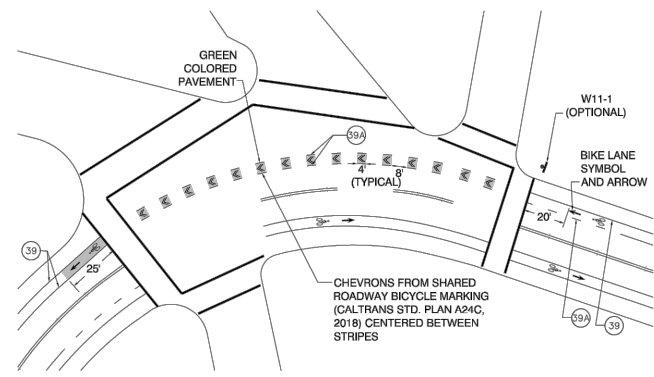 GREEN
COLORED
PAVEMENT
39A
4'
8'
(TYPICAL)
W11-1
(OPTIONAL)
BIKE LANE
SYMBOL
AND ARROW
20'
39
25'
CHEVRONS FROM SHARED
ROADWAY BICYCLE MARKING
(CALTRANS STD. PLAN A24C,
2018) CENTERED BETWEEN
STRIPES
39A
39